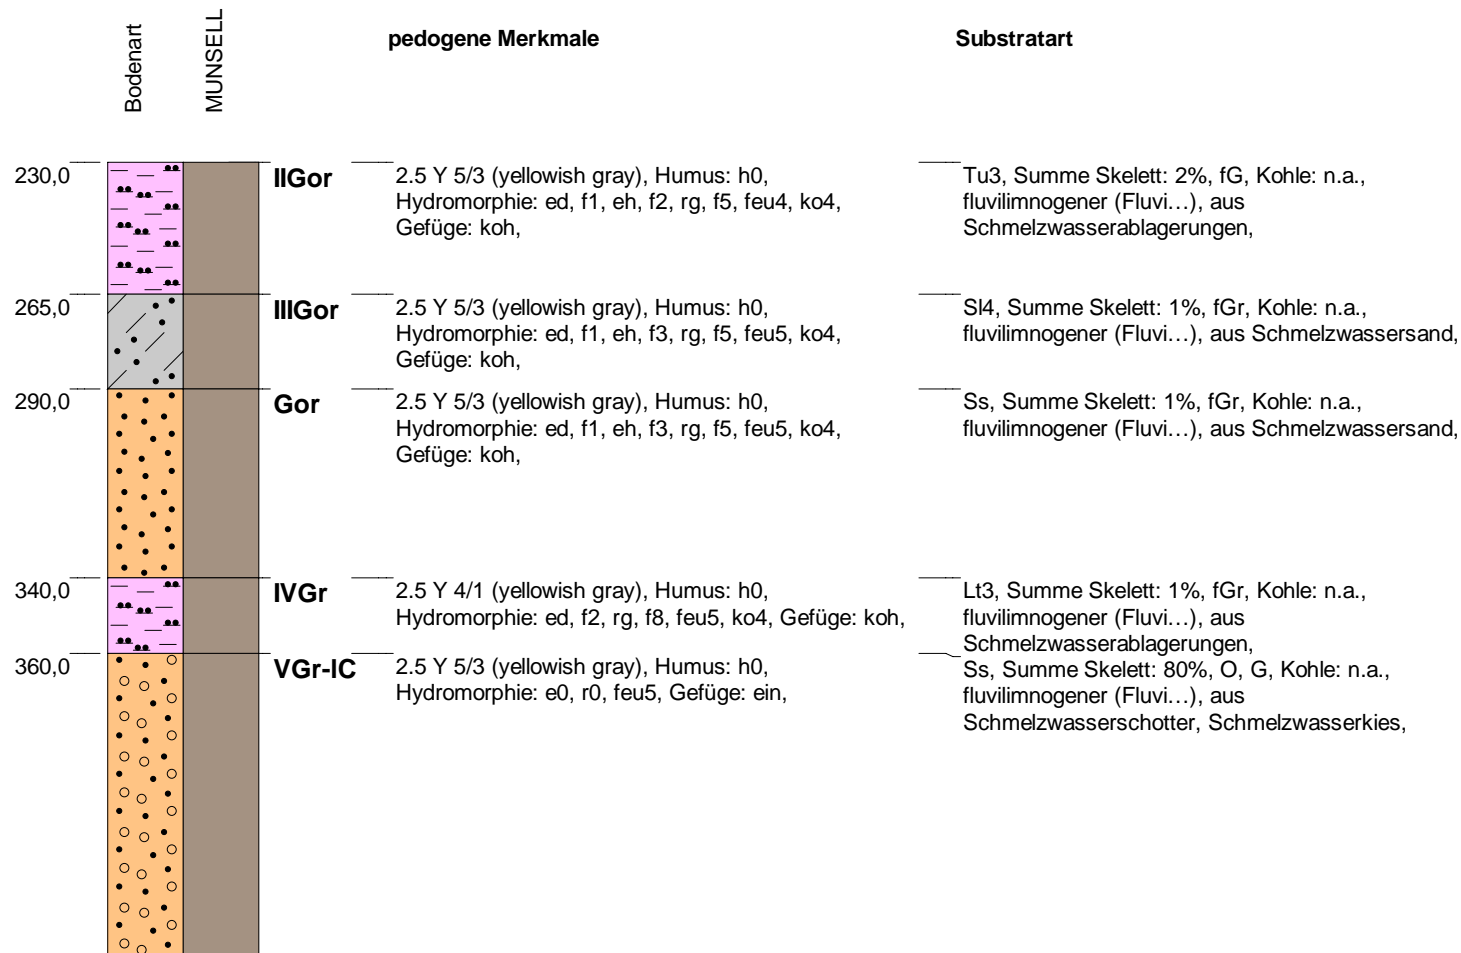 Bodenart
MUNSELL
pedogene Merkmale
Substratart
230,0
IIGor
2.5 Y 5/3 (yellowish gray), Humus: h0,
Hydromorphie: ed, f1, eh, f2, rg, f5, feu4, ko4,
Gefüge: koh,
Tu3, Summe Skelett: 2%, fG, Kohle: n.a.,
fluvilimnogener (Fluvi…), aus
Schmelzwasserablagerungen,
265,0
IIIGor
2.5 Y 5/3 (yellowish gray), Humus: h0,
Hydromorphie: ed, f1, eh, f3, rg, f5, feu5, ko4,
Gefüge: koh,
Sl4, Summe Skelett: 1%, fGr, Kohle: n.a.,
fluvilimnogener (Fluvi…), aus Schmelzwassersand,
290,0
Gor
2.5 Y 5/3 (yellowish gray), Humus: h0,
Hydromorphie: ed, f1, eh, f3, rg, f5, feu5, ko4,
Gefüge: koh,
Ss, Summe Skelett: 1%, fGr, Kohle: n.a.,
fluvilimnogener (Fluvi…), aus Schmelzwassersand,
340,0
IVGr
2.5 Y 4/1 (yellowish gray), Humus: h0,
Hydromorphie: ed, f2, rg, f8, feu5, ko4, Gefüge: koh,
Lt3, Summe Skelett: 1%, fGr, Kohle: n.a.,
fluvilimnogener (Fluvi…), aus
Schmelzwasserablagerungen,
360,0
VGr-lC
2.5 Y 5/3 (yellowish gray), Humus: h0,
Hydromorphie: e0, r0, feu5, Gefüge: ein,
Ss, Summe Skelett: 80%, O, G, Kohle: n.a.,
fluvilimnogener (Fluvi…), aus
Schmelzwasserschotter, Schmelzwasserkies,